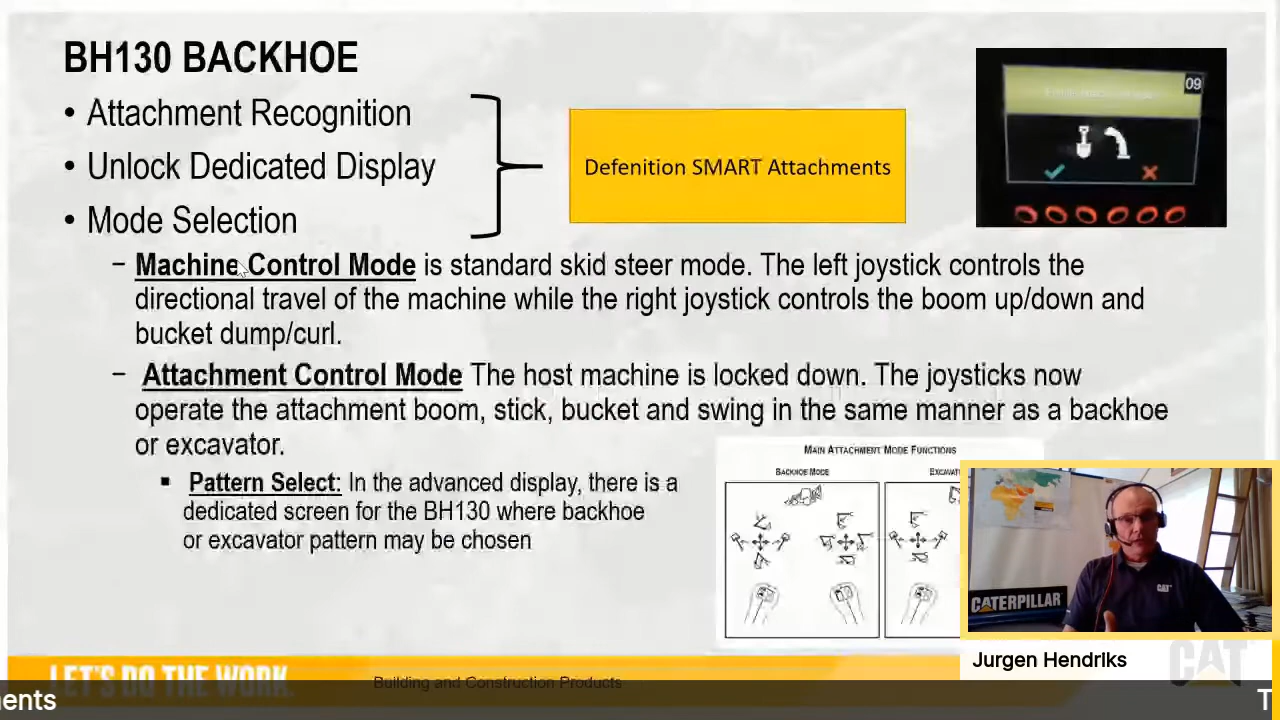 BH130 BACKHOE
• Attachment Recognition
• Unlock Dedicated Display
• Mode Selection
Defenition SMART Attachments
09
– Machine Control Mode is standard skid steer mode. The left joystick controls the
directional travel of the machine while the right joystick controls the boom up/down and
bucket dump/curl.
– Attachment Control Mode The host machine is locked down. The joysticks now
operate the attachment boom, stick, bucket and swing in the same manner as a backhoe
or excavator.
▪ Pattern Select: In the advanced display, there is a
dedicated screen for the BH130 where backhoe
or excavator pattern may be chosen
MAIN ATTACHMENT MODE FUNCTIONS
BACKHOE MODE
CATERPILLAR
CAT
Jurgen Hendriks
LET'S DO THE WORK.
Building and Construction Products
CAT
ents
T